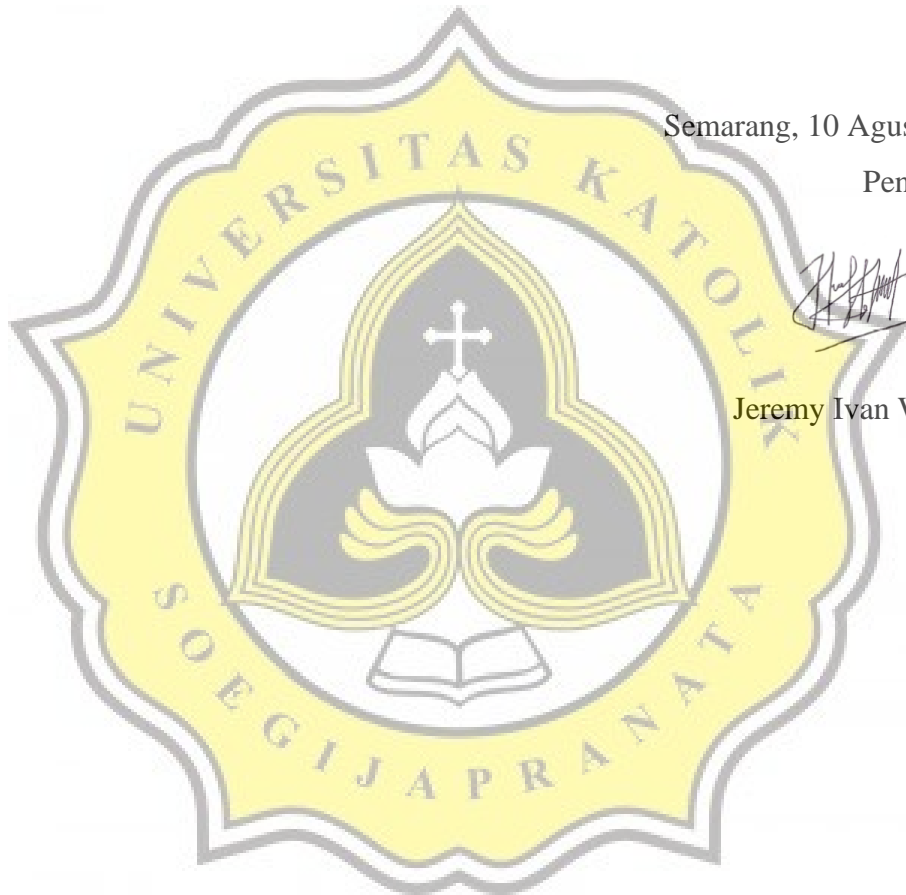 Semarang, 10 Agus
Pen
Jeremy Ivan V
UNIVERSITAS KATOLIK
SOEGIJAPRANATA